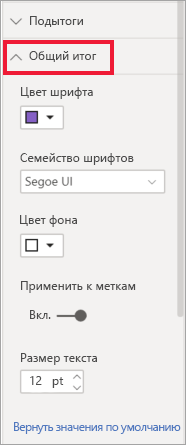 Подытоги
Общий итог
Цвет шрифта
Семейство шрифтов
Segoe UI
Цвет фона
Применить к меткам
Вкл.
Размер текста
12 pt
Вернуть значения по умолчанию